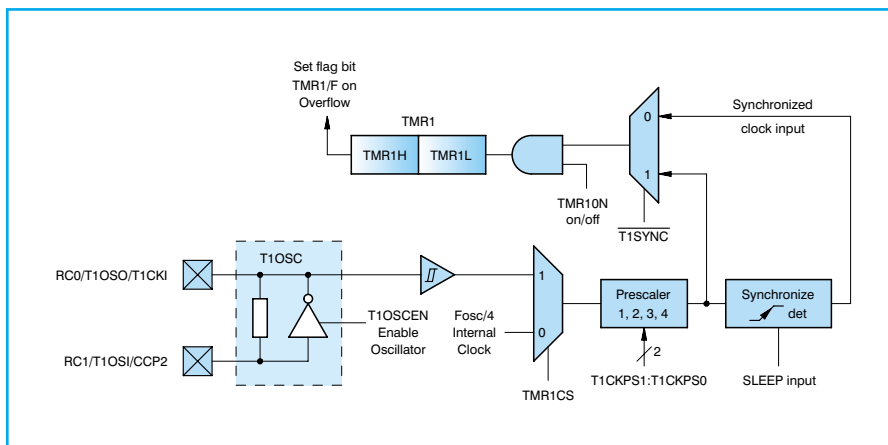 Set flag bit
TMR1/F on
Overflow
TMR1
TMR1H
TMR1L
TMR10N
on/off
0
1
T1SYNC
Synchronized
clock input
RC0/T1OSO/T1CKI
T1OSC
RC1/T1OSI/CCP2
T1OSCEN
Enable
Oscillator
Fosc/4
Internal
Clock
1
0
TMR1CS
Prescaler
1, 2, 3, 4
2
T1CKPS1:T1CKPS0
Synchronize
det
SLEEP input